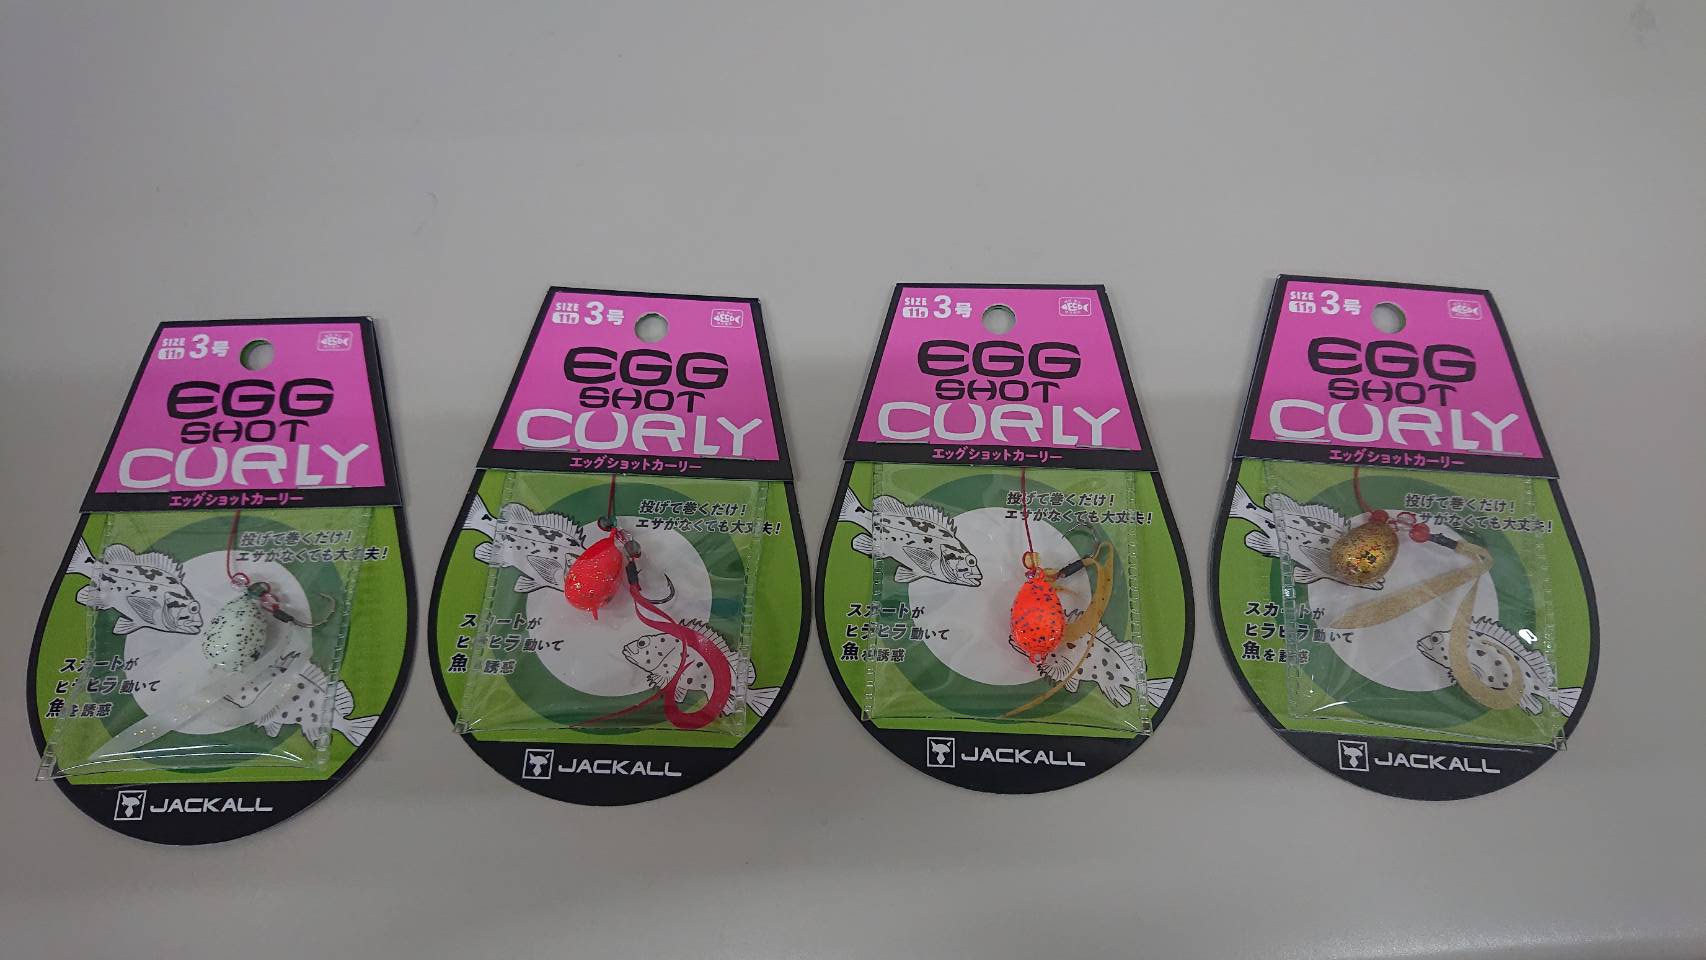 SIZE
11g 3号
EGG
SHOT
CURLY
エッグショットカーリー
投げて巻くだけ!
エサがなくても大丈夫!
スカートが
ヒラヒラ動いて
魚を誘惑
JACKALL
SIZE
11g 3号
EGG
SHOT
CURLY
エッグショットカーリー
投げて巻くだけ!
エサがなくても大丈夫!
スカートが
ヒラヒラ動いて
魚を誘惑
JACKALL
SIZE
11g 3号
EGG
SHOT
CURLY
エッグショットカーリー
投げて巻くだけ!
エサがなくても大丈夫!
スカートが
ヒラヒラ動いて
魚を誘惑
JACKALL
SIZE
11g 3号
EGG
SHOT
CURLY
エッグショットカーリー
投げて巻くだけ!
エサがなくても大丈夫!
スカートが
ヒラヒラ動いて
魚を誘惑
JACKALL